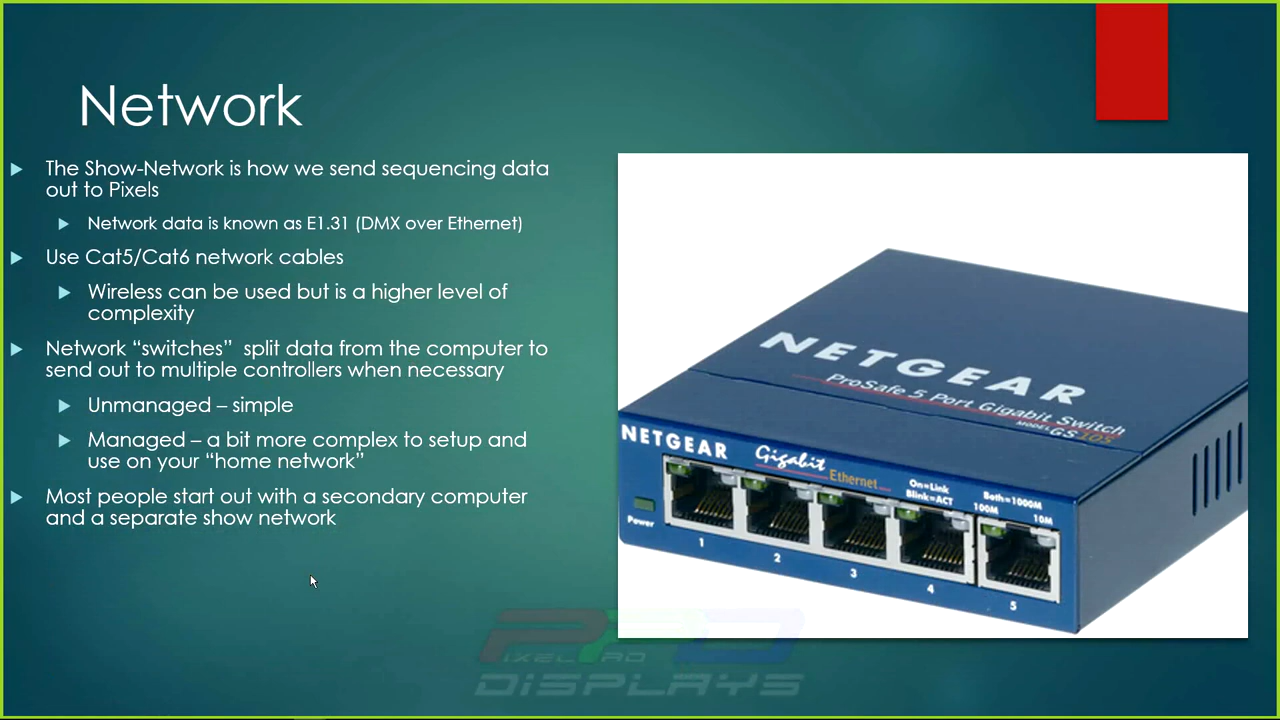 Network
The Show-Network is how we send sequencing data
out to Pixels
Network data is known as E1.31 (DMX over Ethernet)
Use Cat5/Cat6 network cables
Wireless can be used but is a higher level of
complexity
Network “switches”  split data from the computer to
send out to multiple controllers when necessary
Unmanaged – simple
Managed – a bit more complex to setup and
use on your “home network”
Most people start out with a secondary computer
and a separate show network
NETGEAR
ProSafe 5 Port Gigabit Switch
MODEL GS105
NETGEAR
Gigabit
Ethernet
On=Link
Blink=ACT
Both=1000M
100M 10M
Power
1 2 3 4 5
PPD
IXEL RO
DISPLAYS